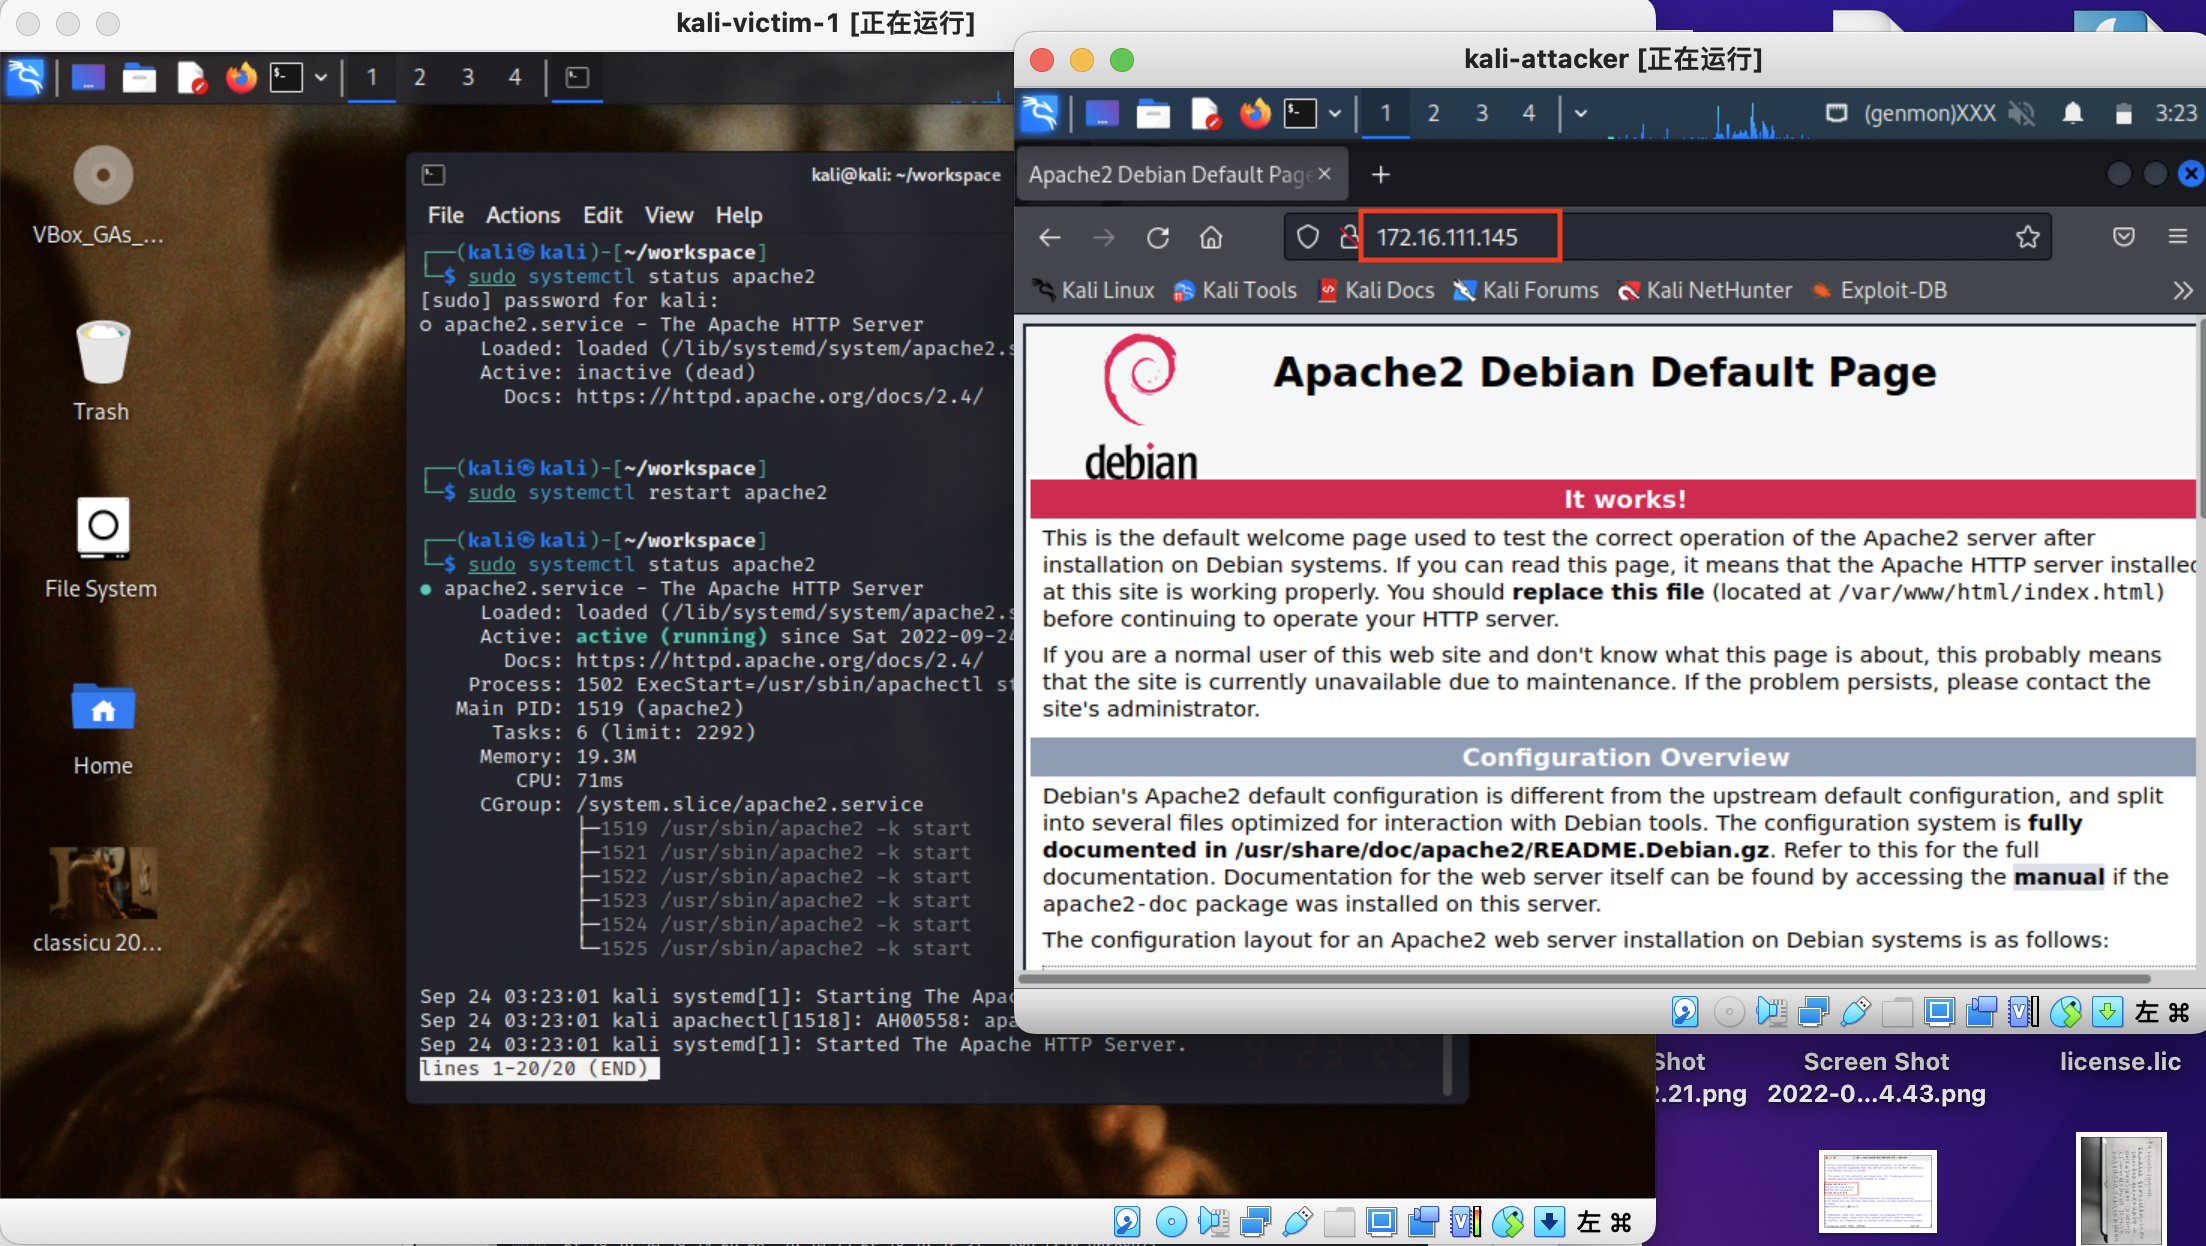 kali-victim-1 [正在运行]
1 2 3 4
VBox_GAs_...
Trash
File System
Home
classicu 20...
kali@kali: ~/workspace
File Actions Edit View Help
┌──(kali㉿kali)-[~/workspace]
└─$ sudo systemctl status apache2
[sudo] password for kali:
○ apache2.service - The Apache HTTP Server
Loaded: loaded (/lib/systemd/system/apache2.s
Active: inactive (dead)
Docs: https://httpd.apache.org/docs/2.4/
┌──(kali㉿kali)-[~/workspace]
└─$ sudo systemctl restart apache2
┌──(kali㉿kali)-[~/workspace]
└─$ sudo systemctl status apache2
● apache2.service - The Apache HTTP Server
Loaded: loaded (/lib/systemd/system/apache2.s
Active: active (running) since Sat 2022-09-24
Docs: https://httpd.apache.org/docs/2.4/
Process: 1502 ExecStart=/usr/sbin/apachectl st
Main PID: 1519 (apache2)
Tasks: 6 (limit: 2292)
Memory: 19.3M
CPU: 71ms
CGroup: /system.slice/apache2.service
├─1519 /usr/sbin/apache2 -k start
├─1521 /usr/sbin/apache2 -k start
├─1522 /usr/sbin/apache2 -k start
├─1523 /usr/sbin/apache2 -k start
├─1524 /usr/sbin/apache2 -k start
└─1525 /usr/sbin/apache2 -k start
Sep 24 03:23:01 kali systemd[1]: Starting The Apac
Sep 24 03:23:01 kali apachectl[1518]: AH00558: apa
Sep 24 03:23:01 kali systemd[1]: Started The Apache HTTP Server.
lines 1-20/20 (END)
左 ⌘
kali-attacker [正在运行]
1 2 3 4 (genmon)XXX 3:23
Apache2 Debian Default Page
172.16.111.145
Kali Linux Kali Tools Kali Docs Kali Forums Kali NetHunter Exploit-DB
Apache2 Debian Default Page
debian
It works!
This is the default welcome page used to test the correct operation of the Apache2 server after
installation on Debian systems. If you can read this page, it means that the Apache HTTP server installed
at this site is working properly. You should replace this file (located at /var/www/html/index.html)
before continuing to operate your HTTP server.
If you are a normal user of this web site and don't know what this page is about, this probably means
that the site is currently unavailable due to maintenance. If the problem persists, please contact the
site's administrator.
Configuration Overview
Debian's Apache2 default configuration is different from the upstream default configuration, and split
into several files optimized for interaction with Debian tools. The configuration system is fully
documented in /usr/share/doc/apache2/README.Debian.gz. Refer to this for the full
documentation. Documentation for the web server itself can be found by accessing the manual if the
apache2-doc package was installed on this server.
The configuration layout for an Apache2 web server installation on Debian systems is as follows:
左 ⌘
Shot
2.21.png
Screen Shot
2022-0...4.43.png
license.lic